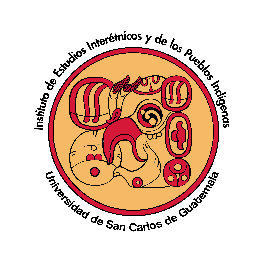 Instituto de Estudios Interétnicos y de los Pueblos Indígenas
Universidad de San Carlos de Guatemala